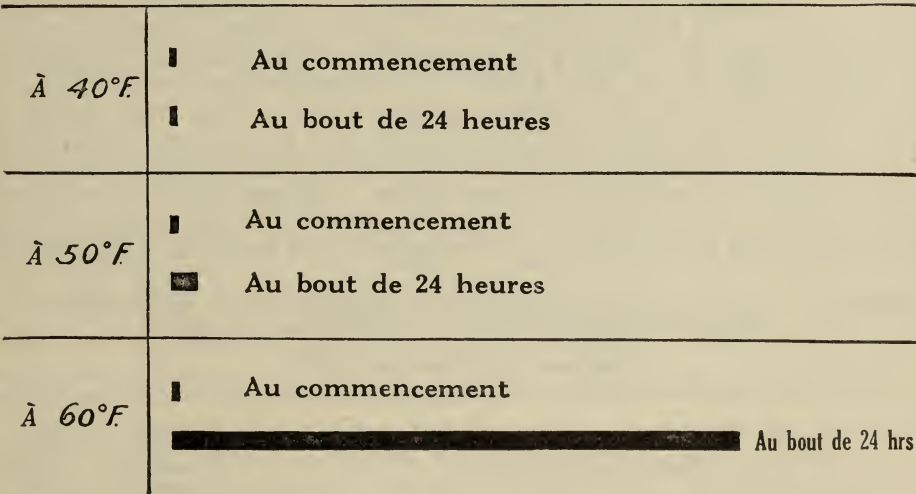 Au commencement
À 40°F.
Au bout de 24 heures
Au commencement
À 50°F.
Au bout de 24 heures
Au commencement
À 60°F.
Au bout de 24 hrs